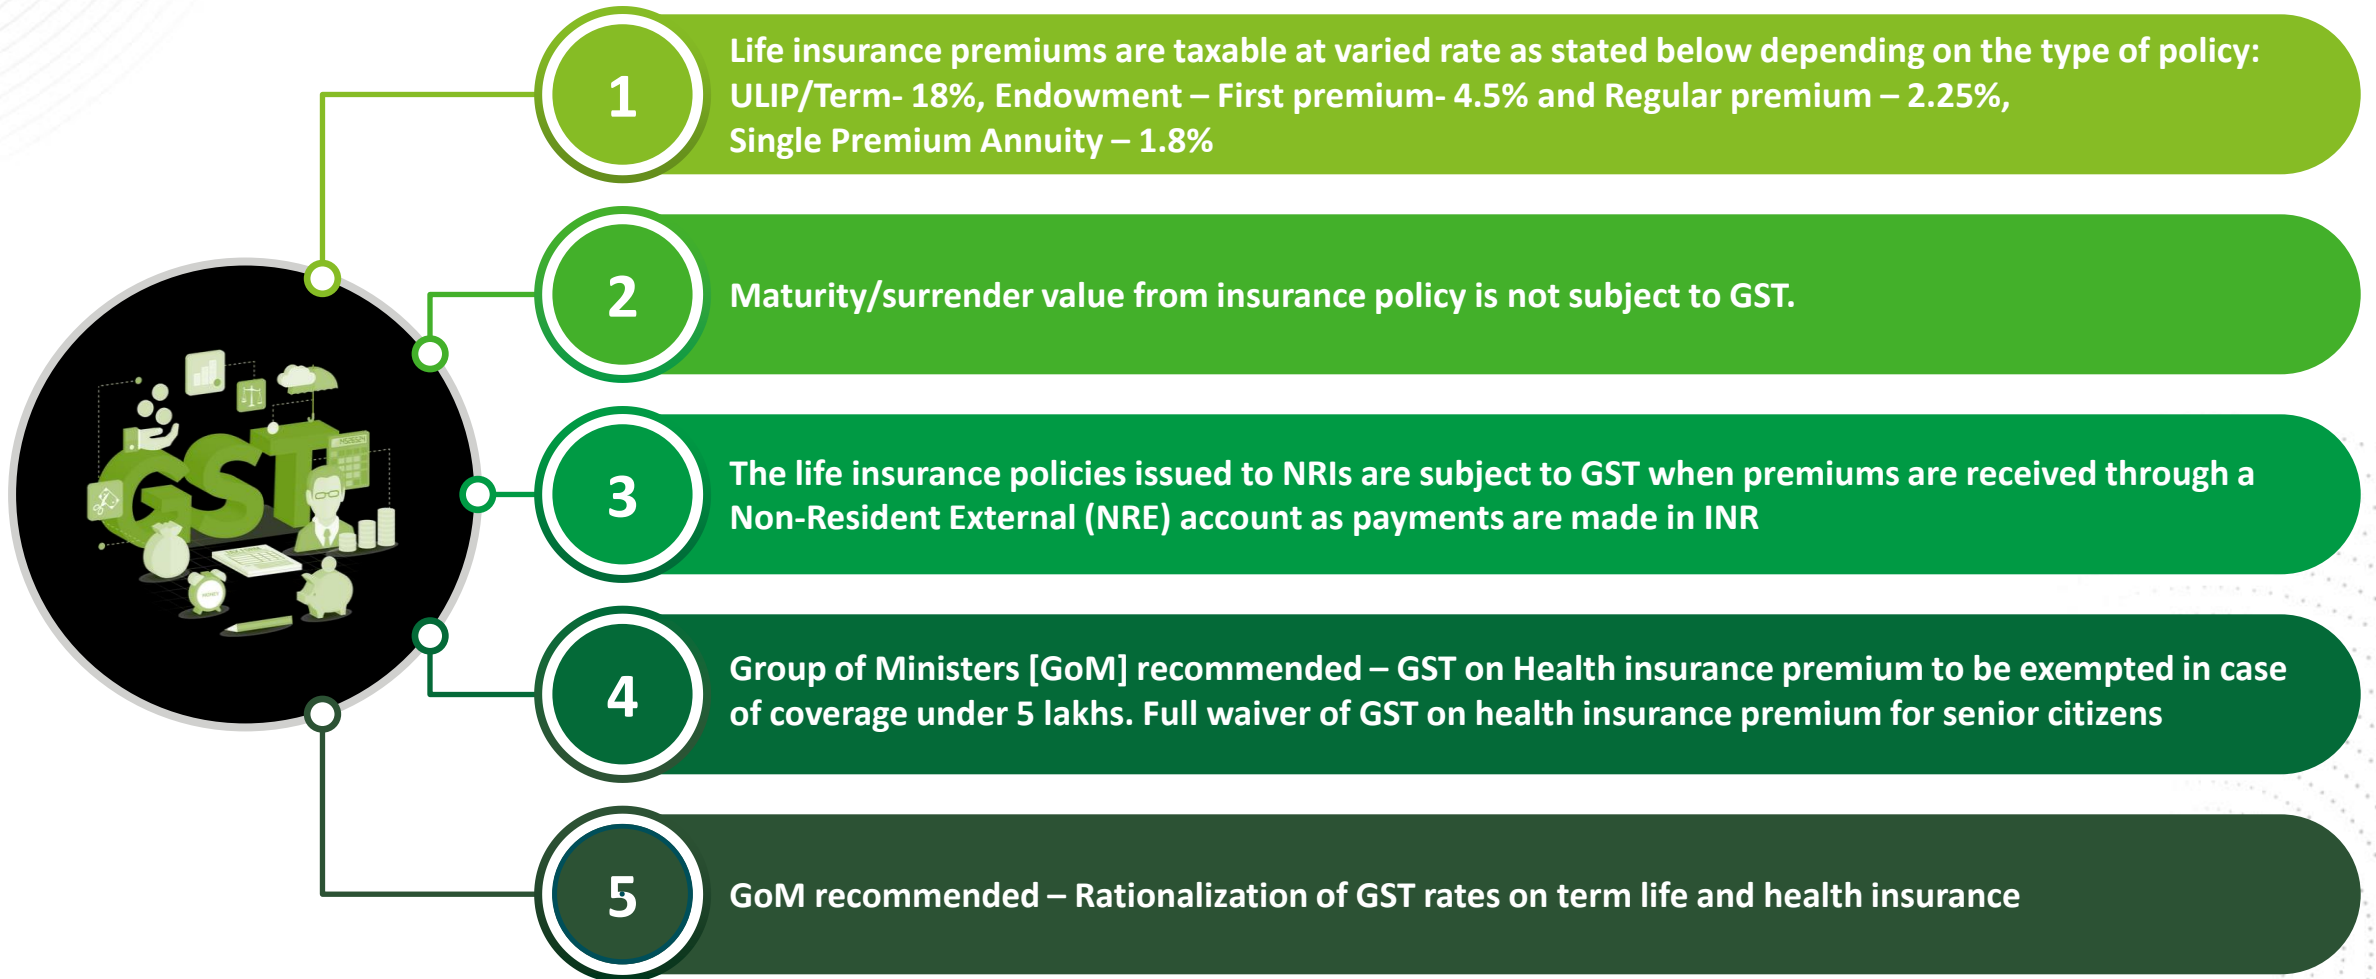 1
Life insurance premiums are taxable at varied rate as stated below depending on the type of policy:
ULIP/Term- 18%, Endowment – First premium- 4.5% and Regular premium – 2.25%,
Single Premium Annuity – 1.8%
2
Maturity/surrender value from insurance policy is not subject to GST.
GST
3
The life insurance policies issued to NRIs are subject to GST when premiums are received through a
Non-Resident External (NRE) account as payments are made in INR
MONEY
4
Group of Ministers [GoM] recommended – GST on Health insurance premium to be exempted in case
of coverage under 5 lakhs. Full waiver of GST on health insurance premium for senior citizens
5
GoM recommended – Rationalization of GST rates on term life and health insurance